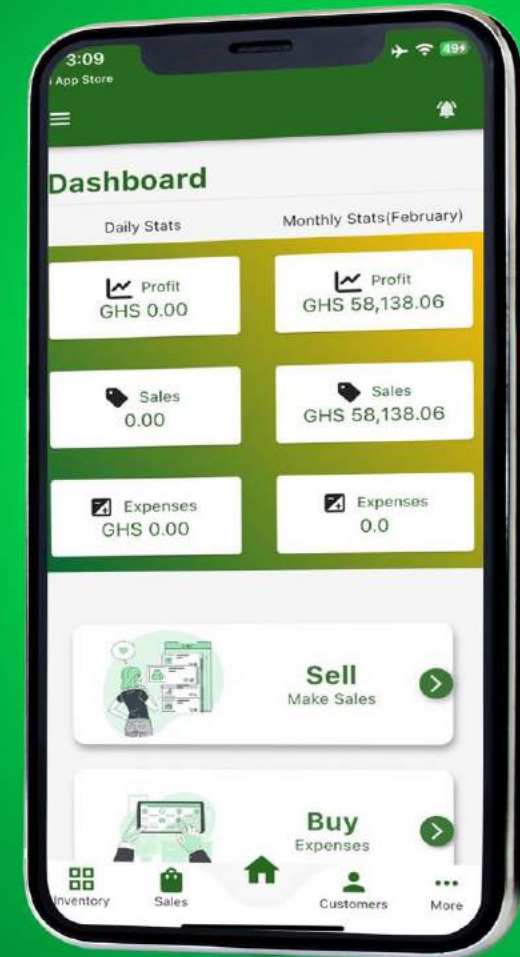 3:09
App Store
49
Dashboard
Daily Stats
Monthly Stats(February)
Profit
GHS 0.00
Profit
GHS 58,138.06
Sales
0.00
Sales
GHS 58,138.06
Expenses
GHS 0.00
Expenses
0.0
Sell
Make Sales
Buy
Expenses
Inventory
Sales
Customers
More